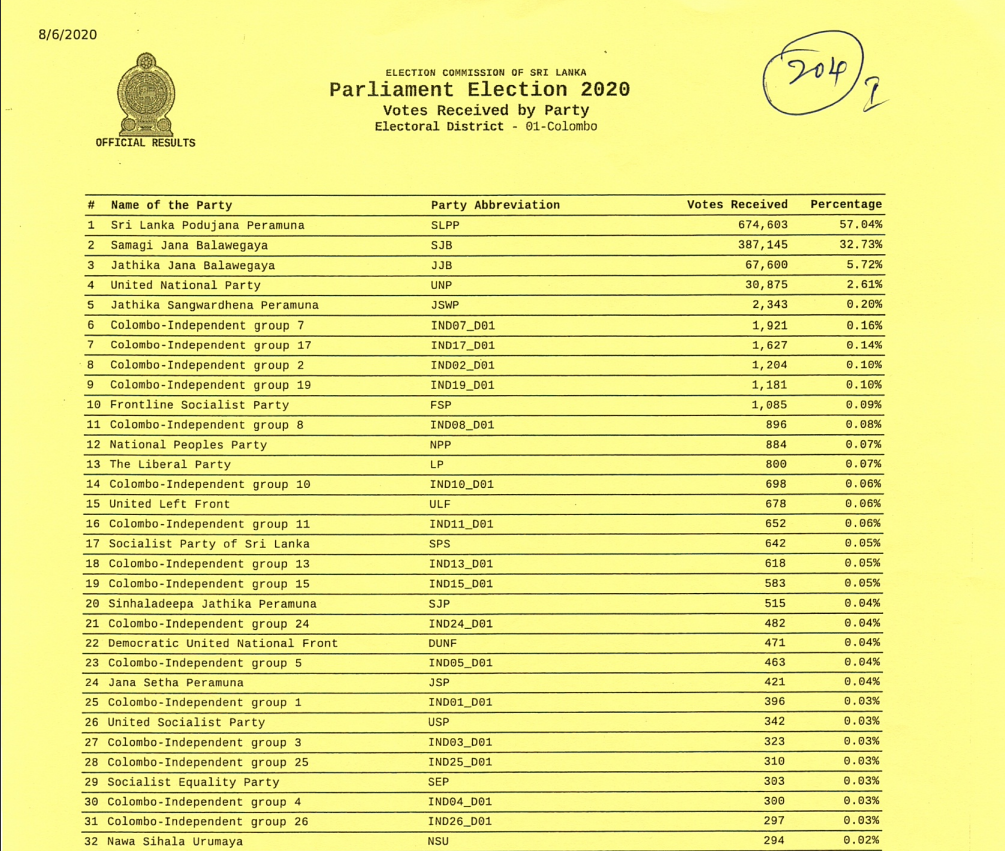 8/6/2020
204
ELECTION COMMISSION OF SRI LANKA
Parliament Election 2020
Votes Received by Party
Electoral District - 01-Colombo
OFFICIAL RESULTS
# Name of the Party Party Abbreviation Votes Received Percentage
1 Sri Lanka Podujana Peramuna SLPP 674,603 57.04%
2 Samagi Jana Balawegaya SJB 387,145 32.73%
3 Jathika Jana Balawegaya JJB 67,600 5.72%
4 United National Party UNP 30,875 2.61%
5 Jathika Sangwardhena Peramuna JSWP 2,343 0.20%
6 Colombo-Independent group 7 IND07_D01 1,921 0.16%
7 Colombo-Independent group 17 IND17_D01 1,627 0.14%
8 Colombo-Independent group 2 IND02_D01 1,204 0.10%
9 Colombo-Independent group 19 IND19_D01 1,181 0.10%
10 Frontline Socialist Party FSP 1,085 0.09%
11 Colombo-Independent group 8 IND08_D01 896 0.08%
12 National Peoples Party NPP 884 0.07%
13 The Liberal Party LP 800 0.07%
14 Colombo-Independent group 10 IND10_D01 698 0.06%
15 United Left Front ULF 678 0.06%
16 Colombo-Independent group 11 IND11_D01 652 0.06%
17 Socialist Party of Sri Lanka SPS 642 0.05%
18 Colombo-Independent group 13 IND13_D01 618 0.05%
19 Colombo-Independent group 15 IND15_D01 583 0.05%
20 Sinhaladeepa Jathika Peramuna SJP 515 0.04%
21 Colombo-Independent group 24 IND24_D01 482 0.04%
22 Democratic United National Front DUNF 471 0.04%
23 Colombo-Independent group 5 IND05_D01 463 0.04%
24 Jana Setha Peramuna JSP 421 0.04%
25 Colombo-Independent group 1 IND01_D01 396 0.03%
26 United Socialist Party USP 342 0.03%
27 Colombo-Independent group 3 IND03_D01 323 0.03%
28 Colombo-Independent group 25 IND25_D01 310 0.03%
29 Socialist Equality Party SEP 303 0.03%
30 Colombo-Independent group 4 IND04_D01 300 0.03%
31 Colombo-Independent group 26 IND26_D01 297 0.03%
32 Nawa Sihala Urumaya NSU 294 0.02%